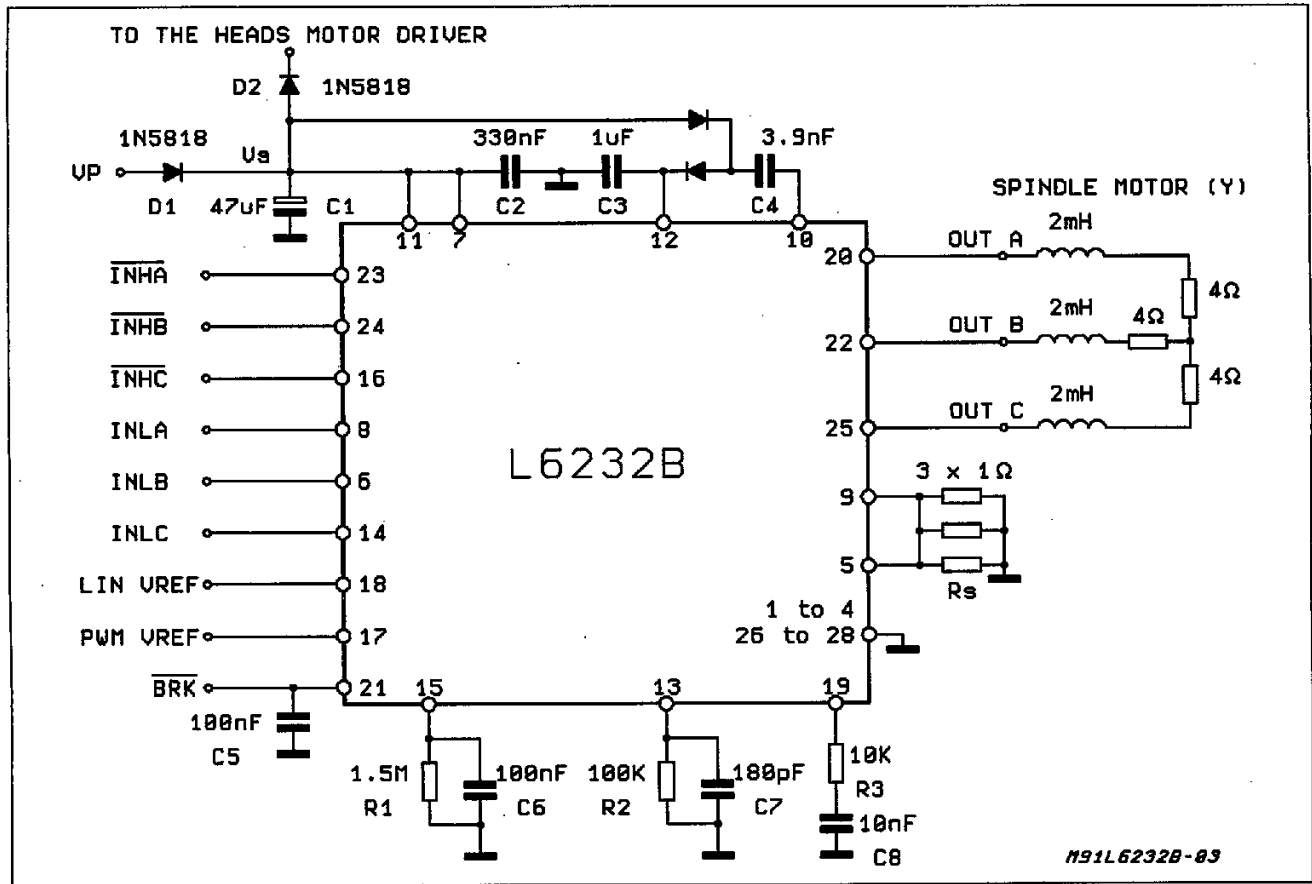 TO THE HEADS MOTOR DRIVER
D2 1N5818
1N5818
VP
D1
Vs
47uF
C1
330nF
C2
1uF
C3
3.9nF
C4
11
7
12
10
SPINDLE MOTOR (Y)
INHA
23
INHB
24
INHC
16
INLA
8
INLB
6
INLC
14
LIN VREF
18
PWM VREF
17
BRK
21
100nF
C5
L6232B
20
OUT A
2mH
4Ω
22
OUT B
2mH
4Ω
25
OUT C
2mH
4Ω
3 x 1Ω
9
5
Rs
1 to 4
26 to 28
15
13
19
1.5M
R1
100nF
C6
100K
R2
180pF
C7
10K
R3
10nF
C8
M91L6232B-03